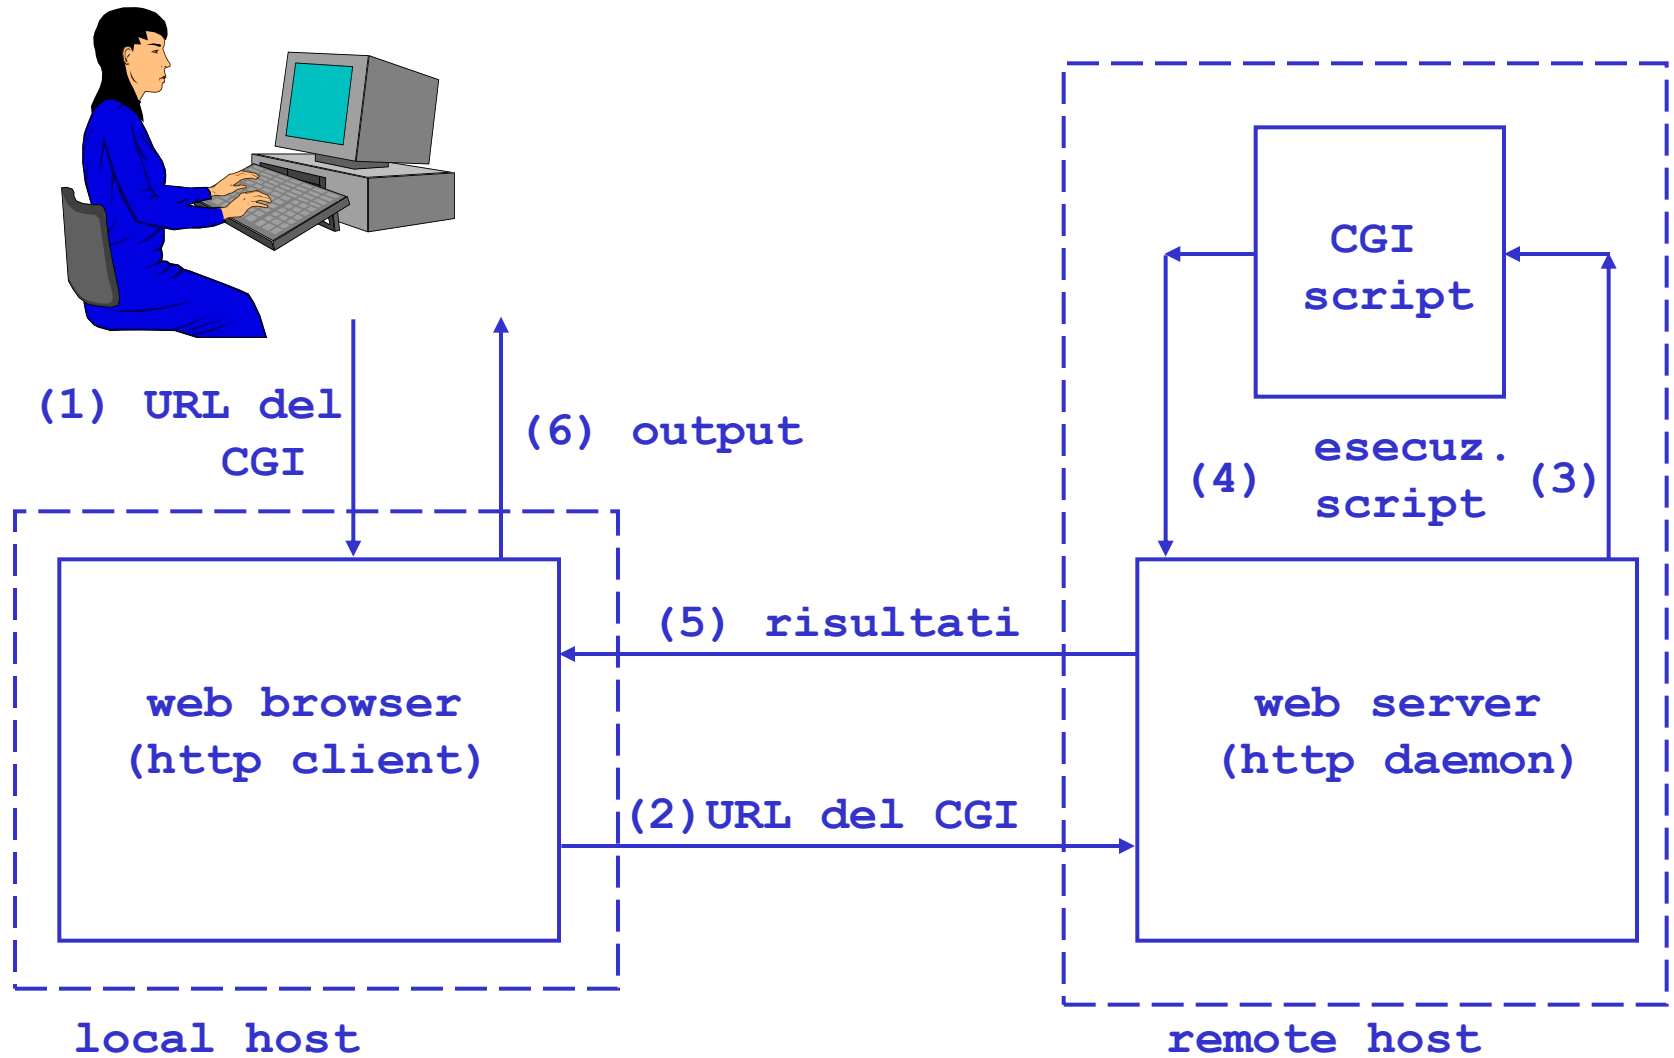 CGI
script
(1) URL del
CGI
(6) output
(4)
esecuz.
script
(3)
(5) risultati
web browser
(http client)
web server
(http daemon)
(2)URL del CGI
local host
remote host